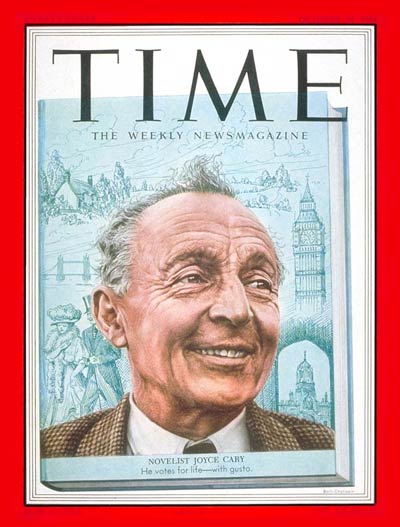 TIME
THE WEEKLY NEWSMAGAZINE
NOVELIST JOYCE CARY
He votes for life—with gusto.